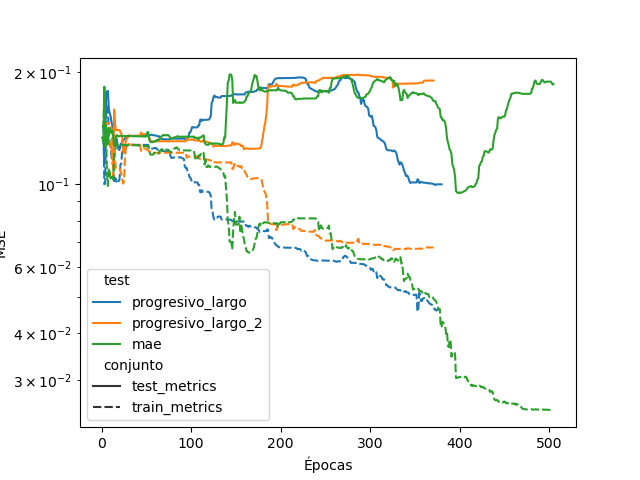 2 × 10⁻¹
10⁻¹
6 × 10⁻²
4 × 10⁻²
3 × 10⁻²
MSE
test
progresivo_largo
progresivo_largo_2
mae
conjunto
test_metrics
train_metrics
0 100 200 300 400 500
Épocas